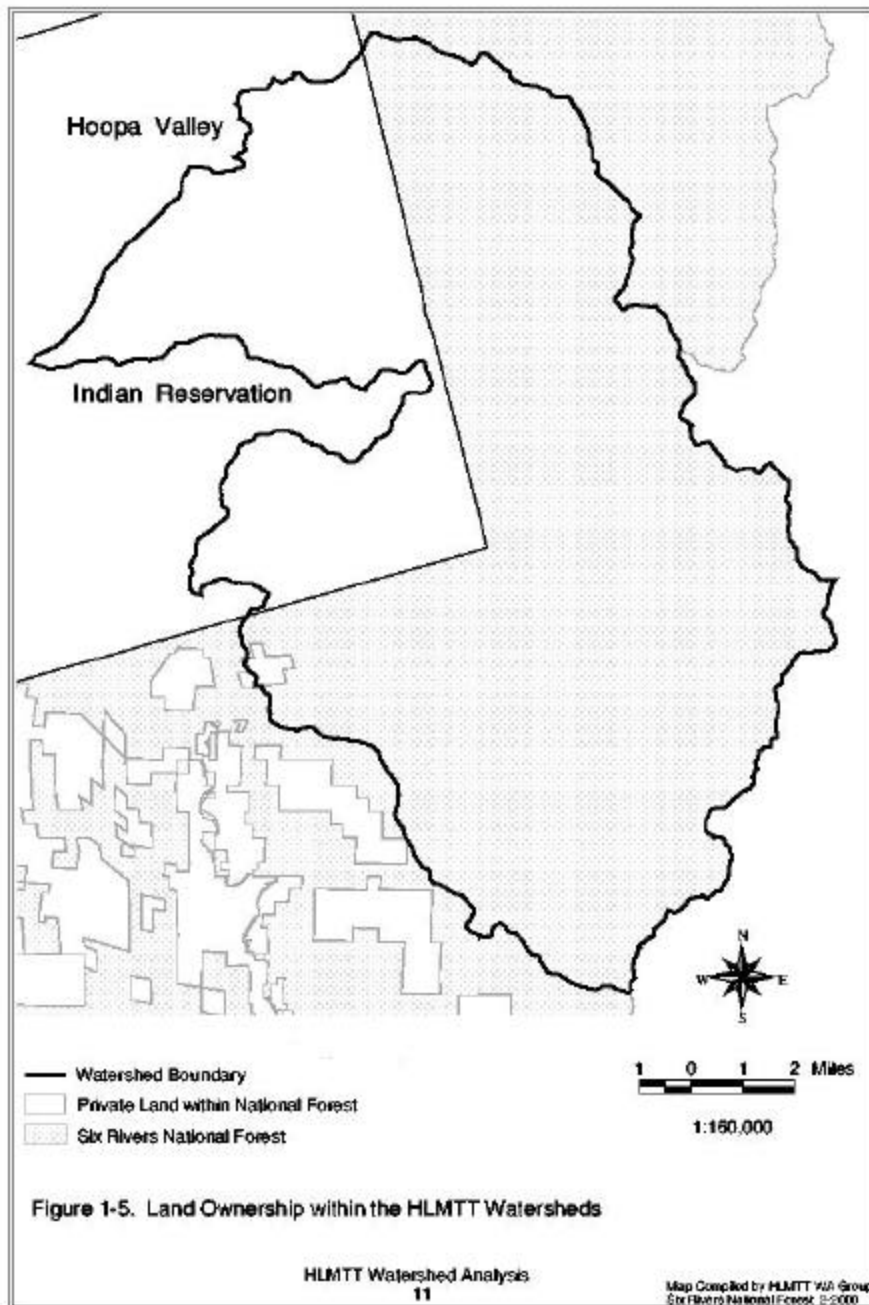 Hoopa Valley
Indian Reservation
N
W E
S
Watershed Boundary
Private Land within National Forest
Six Rivers National Forest
1 0 1 2 Miles
1:160,000
Figure 1-5. Land Ownership within the HLMTT Watersheds
HLMTT Watershed Analysis
11
Map Compiled by HLMTT WA Group
Six Rivers National Forest, 2-2000